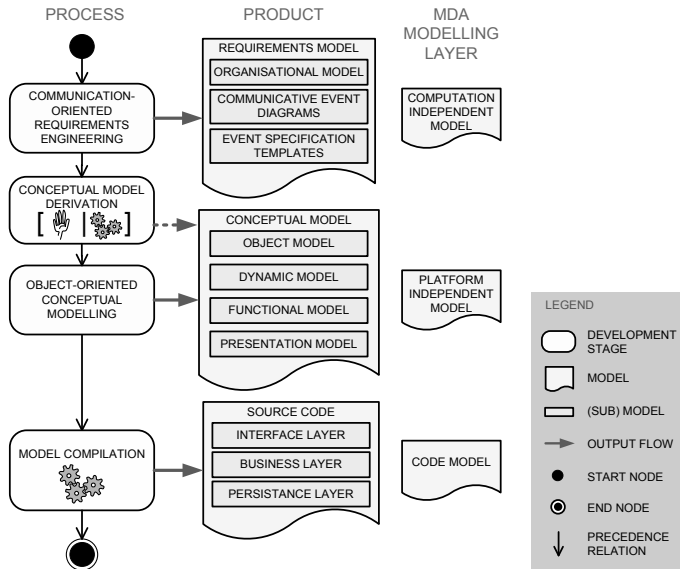 PROCESS
PRODUCT
MDA
MODELLING
LAYER
REQUIREMENTS MODEL
ORGANISATIONAL MODEL
COMMUNICATIVE EVENT
DIAGRAMS
EVENT SPECIFICATION
TEMPLATES
COMMUNICATION-
ORIENTED
REQUIREMENTS
ENGINEERING
COMPUTATION
INDEPENDENT
MODEL
CONCEPTUAL MODEL
DERIVATION
[ | ]
CONCEPTUAL MODEL
OBJECT MODEL
DYNAMIC MODEL
FUNCTIONAL MODEL
PRESENTATION MODEL
OBJECT-ORIENTED
CONCEPTUAL
MODELLING
PLATFORM
INDEPENDENT
MODEL
SOURCE CODE
INTERFACE LAYER
BUSINESS LAYER
PERSISTANCE LAYER
MODEL COMPILATION
CODE MODEL
LEGEND
DEVELOPMENT
STAGE
MODEL
(SUB) MODEL
OUTPUT FLOW
START NODE
END NODE
PRECEDENCE
RELATION